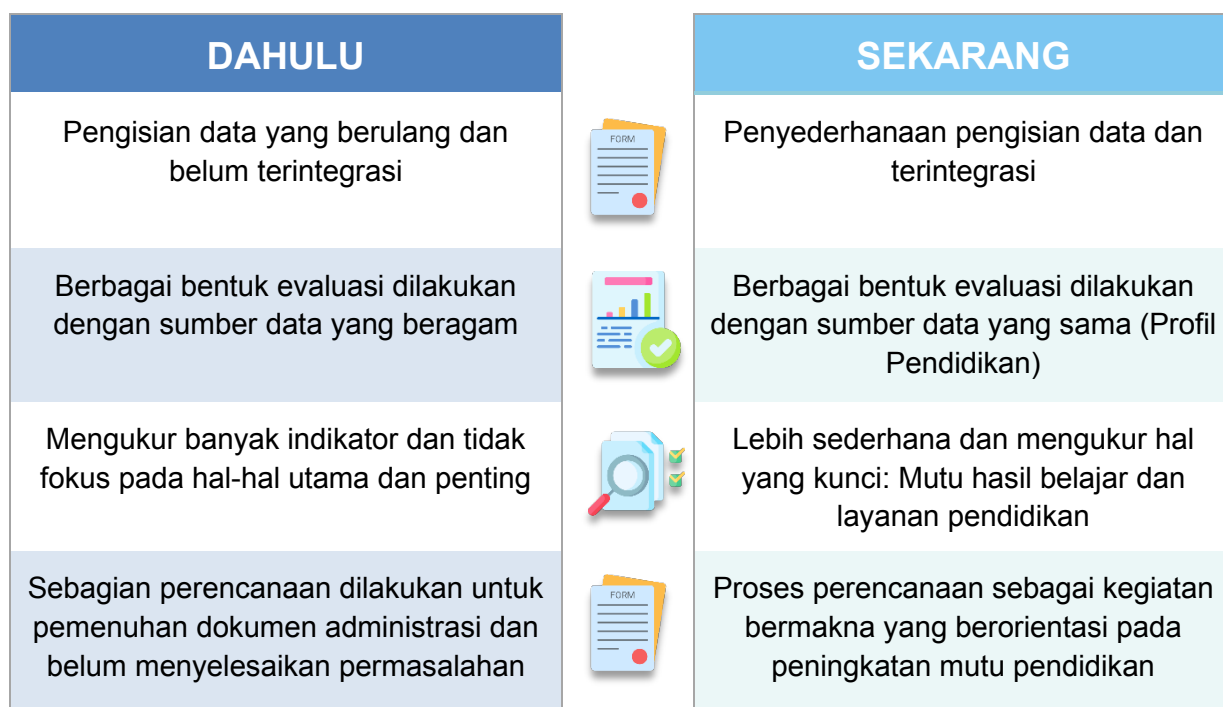 DAHULU
SEKARANG
Pengisian data yang berulang dan
belum terintegrasi
FORM
Penyederhanaan pengisian data dan
terintegrasi
Berbagai bentuk evaluasi dilakukan
dengan sumber data yang beragam
Berbagai bentuk evaluasi dilakukan
dengan sumber data yang sama (Profil
Pendidikan)
Mengukur banyak indikator dan tidak
fokus pada hal-hal utama dan penting
Lebih sederhana dan mengukur hal
yang kunci: Mutu hasil belajar dan
layanan pendidikan
Sebagian perencanaan dilakukan untuk
pemenuhan dokumen administrasi dan
belum menyelesaikan permasalahan
FORM
Proses perencanaan sebagai kegiatan
bermakna yang berorientasi pada
peningkatan mutu pendidikan